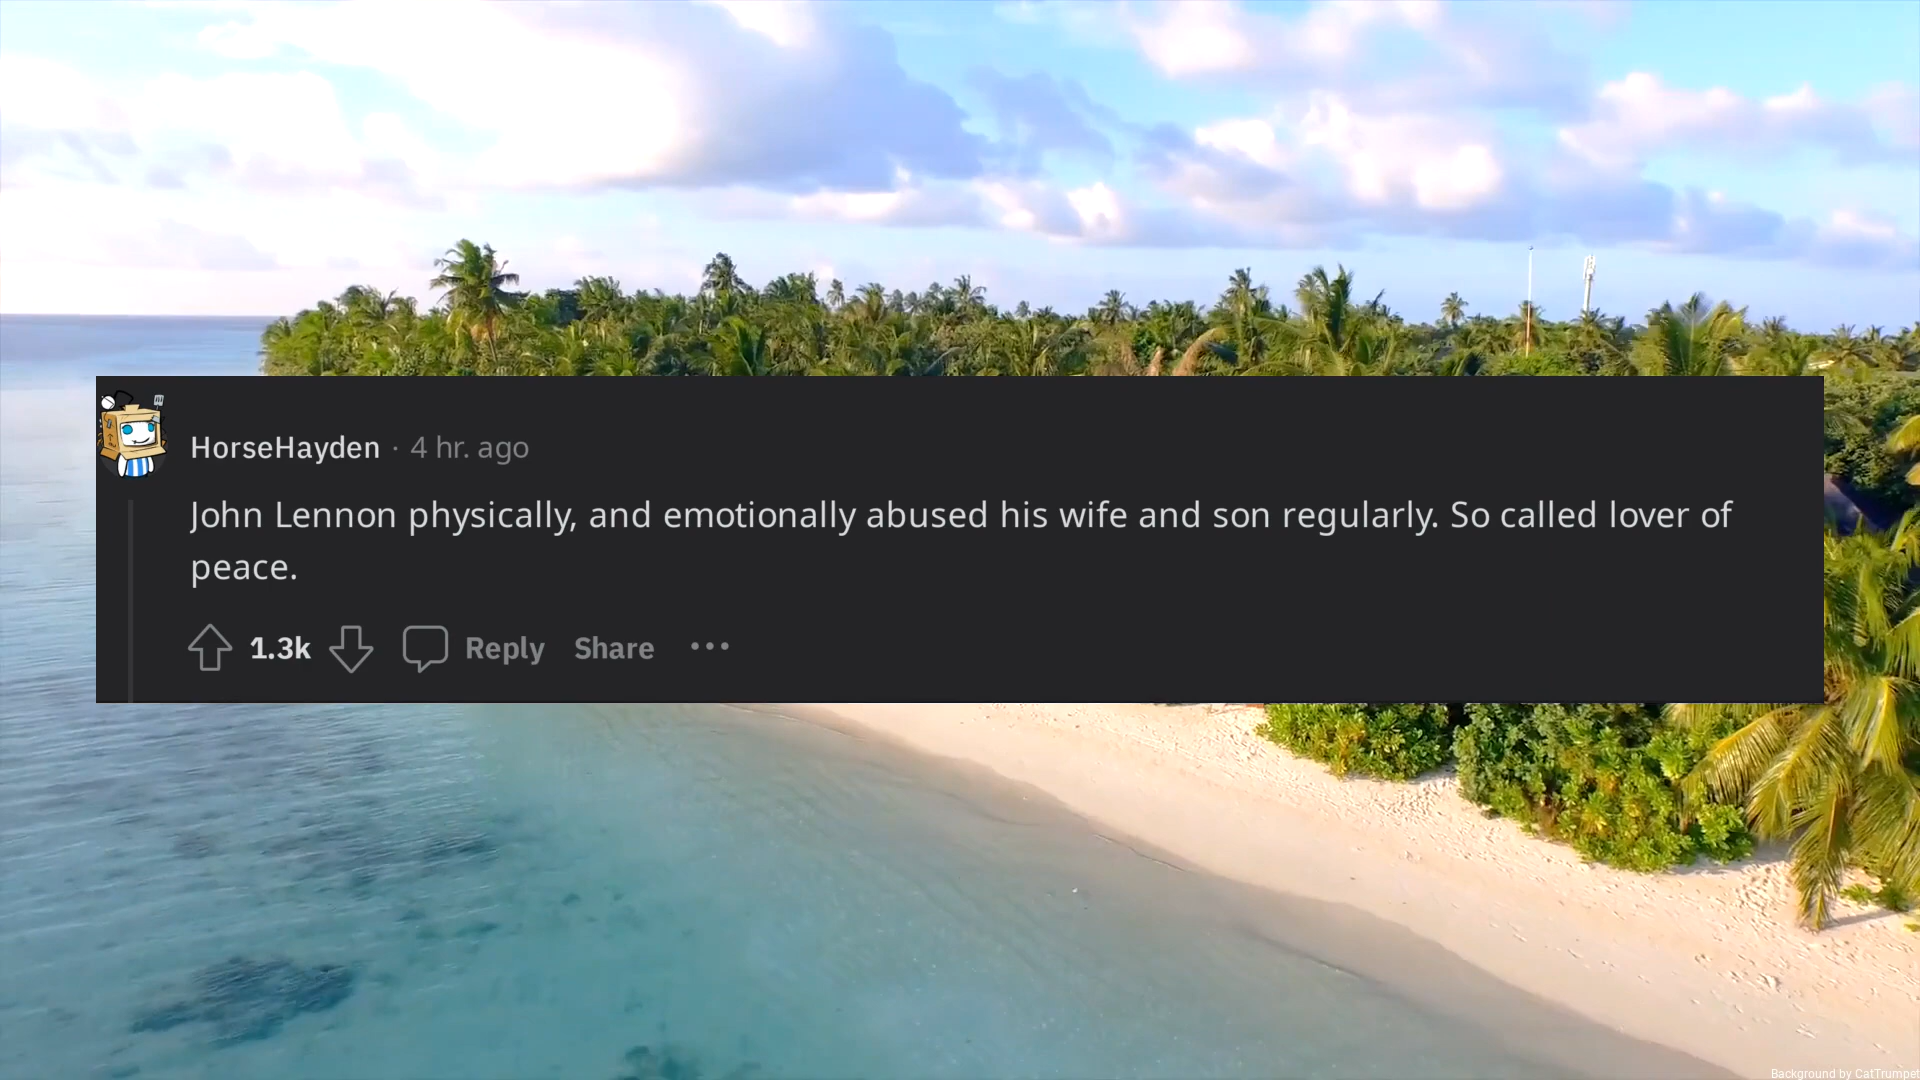 HorseHayden · 4 hr. ago
John Lennon physically, and emotionally abused his wife and son regularly. So called lover of
peace.
1.3k Reply Share ···
Background by CatTrumpet